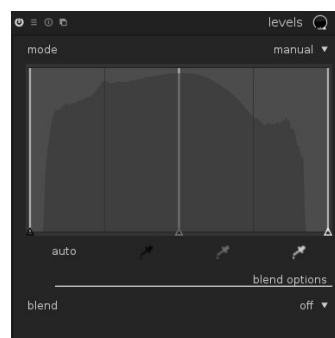 levels
mode manual
auto
blend options
blend off